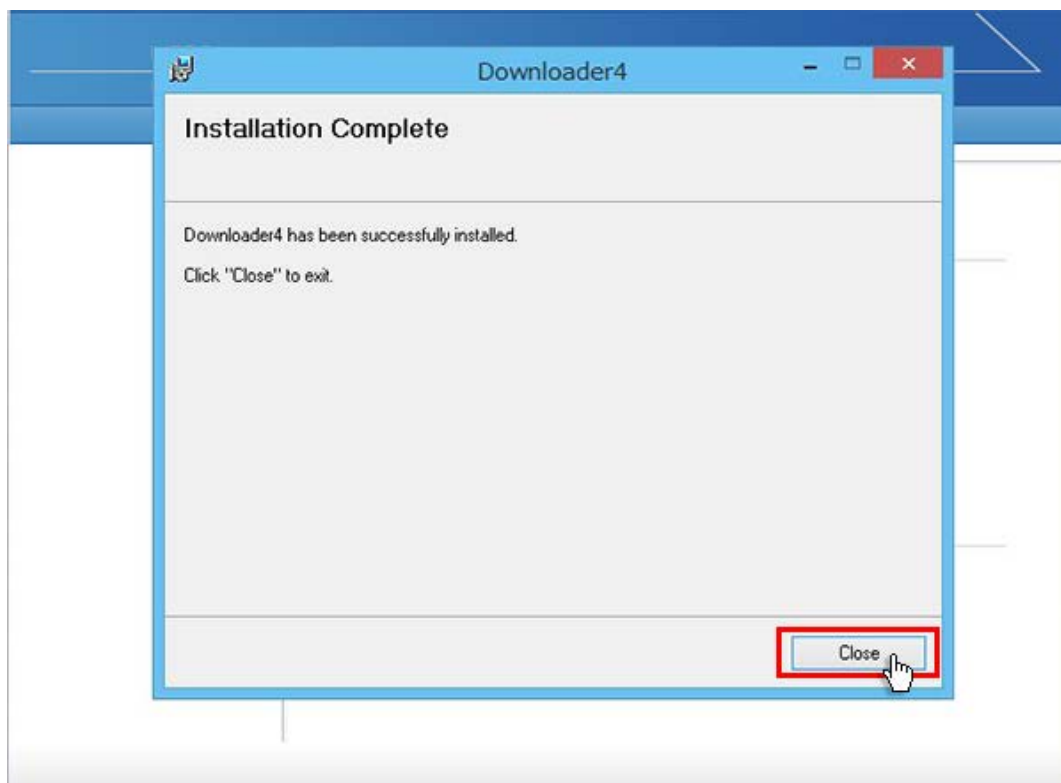 Downloader4
Installation Complete
Downloader4 has been successfully installed.
Click "Close" to exit.
Close